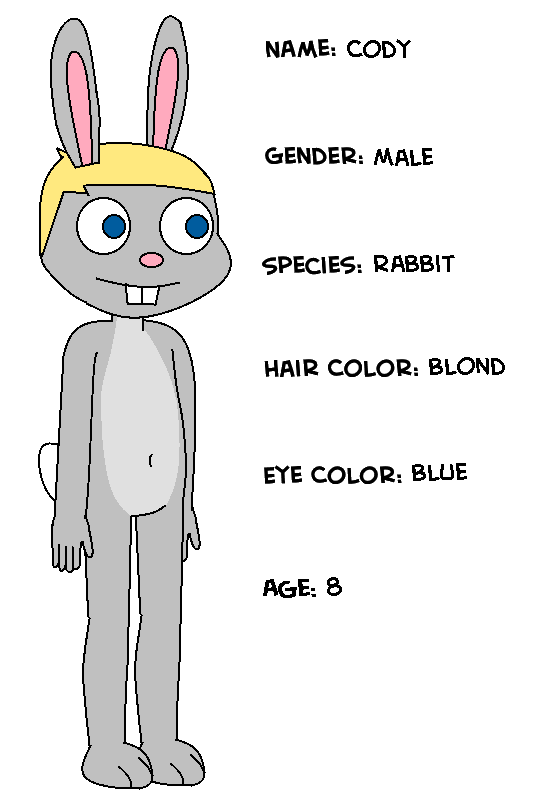 NAME: CODY
GENDER: MALE
SPECIES: RABBIT
HAIR COLOR: BLOND
EYE COLOR: BLUE
AGE: 8